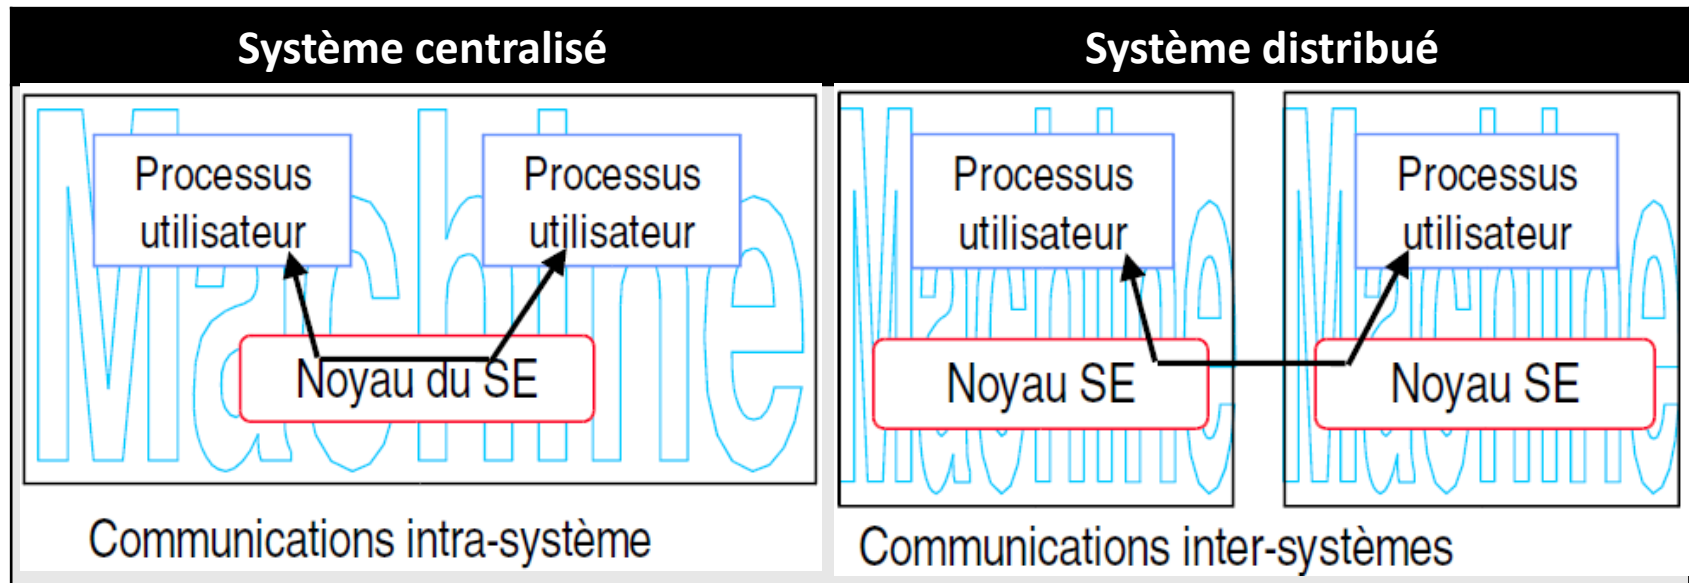 Système centralisé
Système distribué
Machine
Processus
utilisateur
Processus
utilisateur
Noyau du SE
Communications intra-système
Machine
Processus
utilisateur
Noyau SE
Machine
Processus
utilisateur
Noyau SE
Communications inter-systèmes